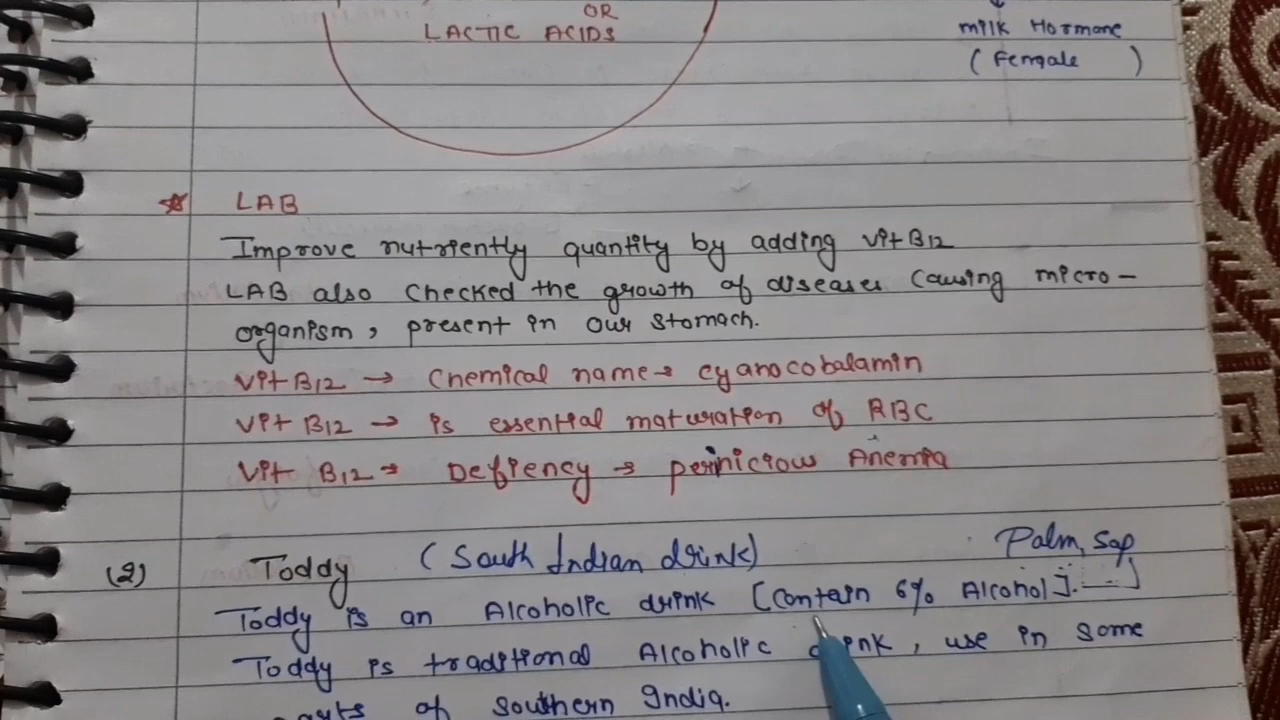 OR
LACTIC ACIDS
milk Hormone
(Female)
LAB
Improve nutriently quantity by adding vit B12
LAB also checked the growth of diseases causing micro-
organism, present in our stomach.
Vit B12 → chemical name → cyanocobalamin
Vit B12 → is essential maturation of RBC
Vit B12 → Defiency → pernicious Anemia
Palm, sap
(2) Toddy (South Indian drink)
Toddy is an Alcoholic drink [contain 6% Alcohol].
Toddy is traditional Alcoholic drink, use in some
parts of southern India.